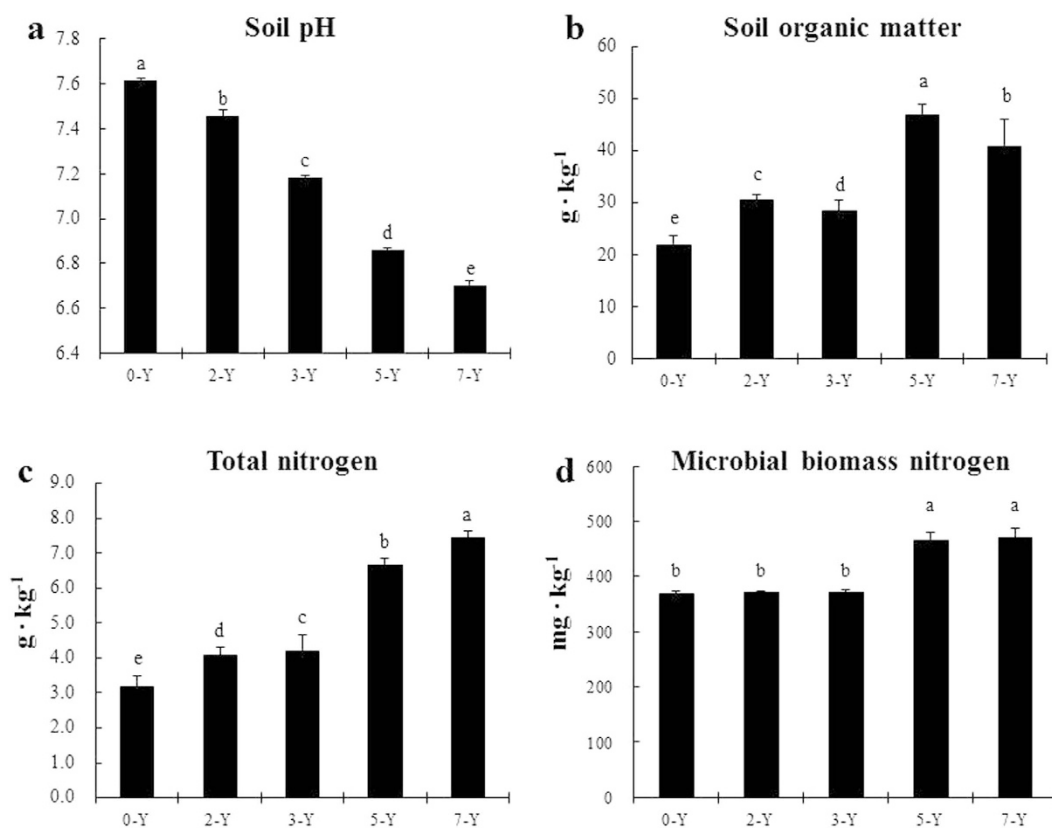 a
Soil pH
7.8
7.6
7.4
7.2
7.0
6.8
6.6
6.4
a
b
c
d
e
0-Y 2-Y 3-Y 5-Y 7-Y
b
Soil organic matter
g·kg⁻¹
60
50
40
30
20
10
0
e
c
d
a
b
0-Y 2-Y 3-Y 5-Y 7-Y
c
Total nitrogen
g·kg⁻¹
9.0
8.0
7.0
6.0
5.0
4.0
3.0
2.0
1.0
0.0
e
d
c
b
a
0-Y 2-Y 3-Y 5-Y 7-Y
d
Microbial biomass nitrogen
mg·kg⁻¹
600
500
400
300
200
100
0
b
b
b
a
a
0-Y 2-Y 3-Y 5-Y 7-Y